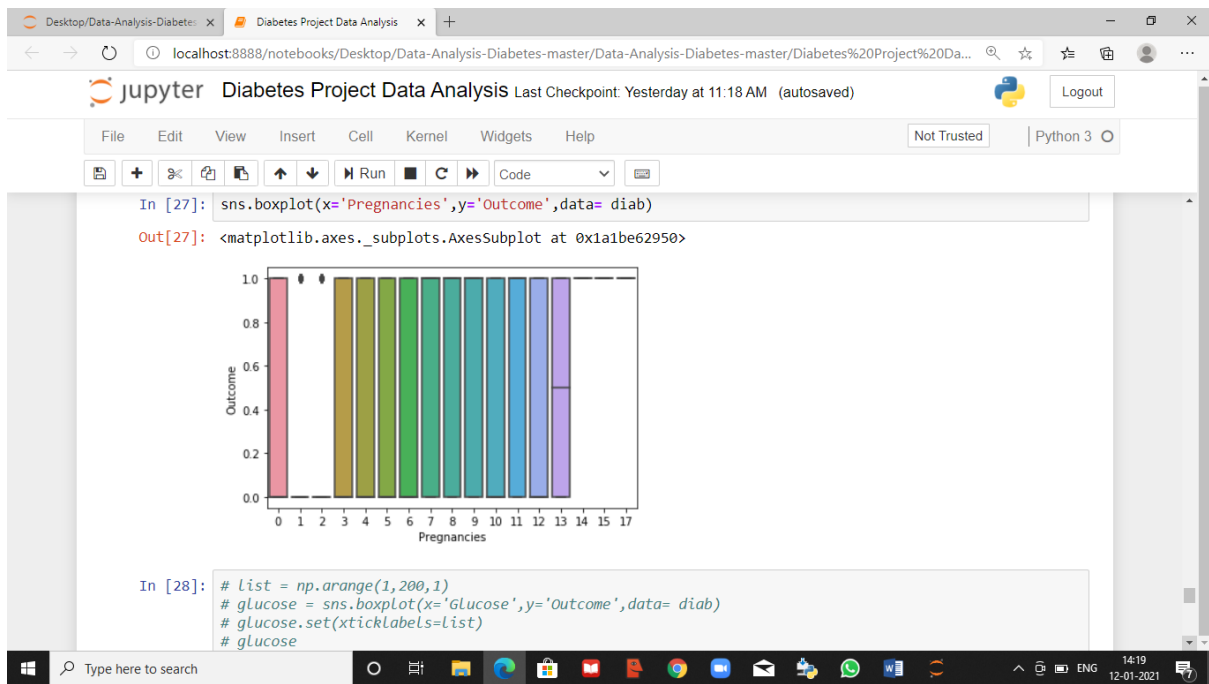 Desktop/Data-Analysis-Diabetes-
Diabetes Project Data Analysis
localhost:8888/notebooks/Desktop/Data-Analysis-Diabetes-master/Data-Analysis-Diabetes-master/Diabetes%20Project%20Da...
jupyter Diabetes Project Data Analysis Last Checkpoint: Yesterday at 11:18 AM (autosaved)
Logout
File Edit View Insert Cell Kernel Widgets Help
Not Trusted
Python 3
Run
Code
In [27]: sns.boxplot(x='Pregnancies',y='Outcome',data= diab)
Out[27]: <matplotlib.axes._subplots.AxesSubplot at 0x1a1be62950>
1.0
0.8
0.6
0.4
0.2
0.0
Outcome
0 1 2 3 4 5 6 7 8 9 10 11 12 13 14 15 17
Pregnancies
In [28]: # list = np.arange(1,200,1)
# glucose = sns.boxplot(x='Glucose',y='Outcome',data= diab)
# glucose.set(xticklabels=list)
# glucose
Type here to search
ENG
14:19
12-01-2021
7